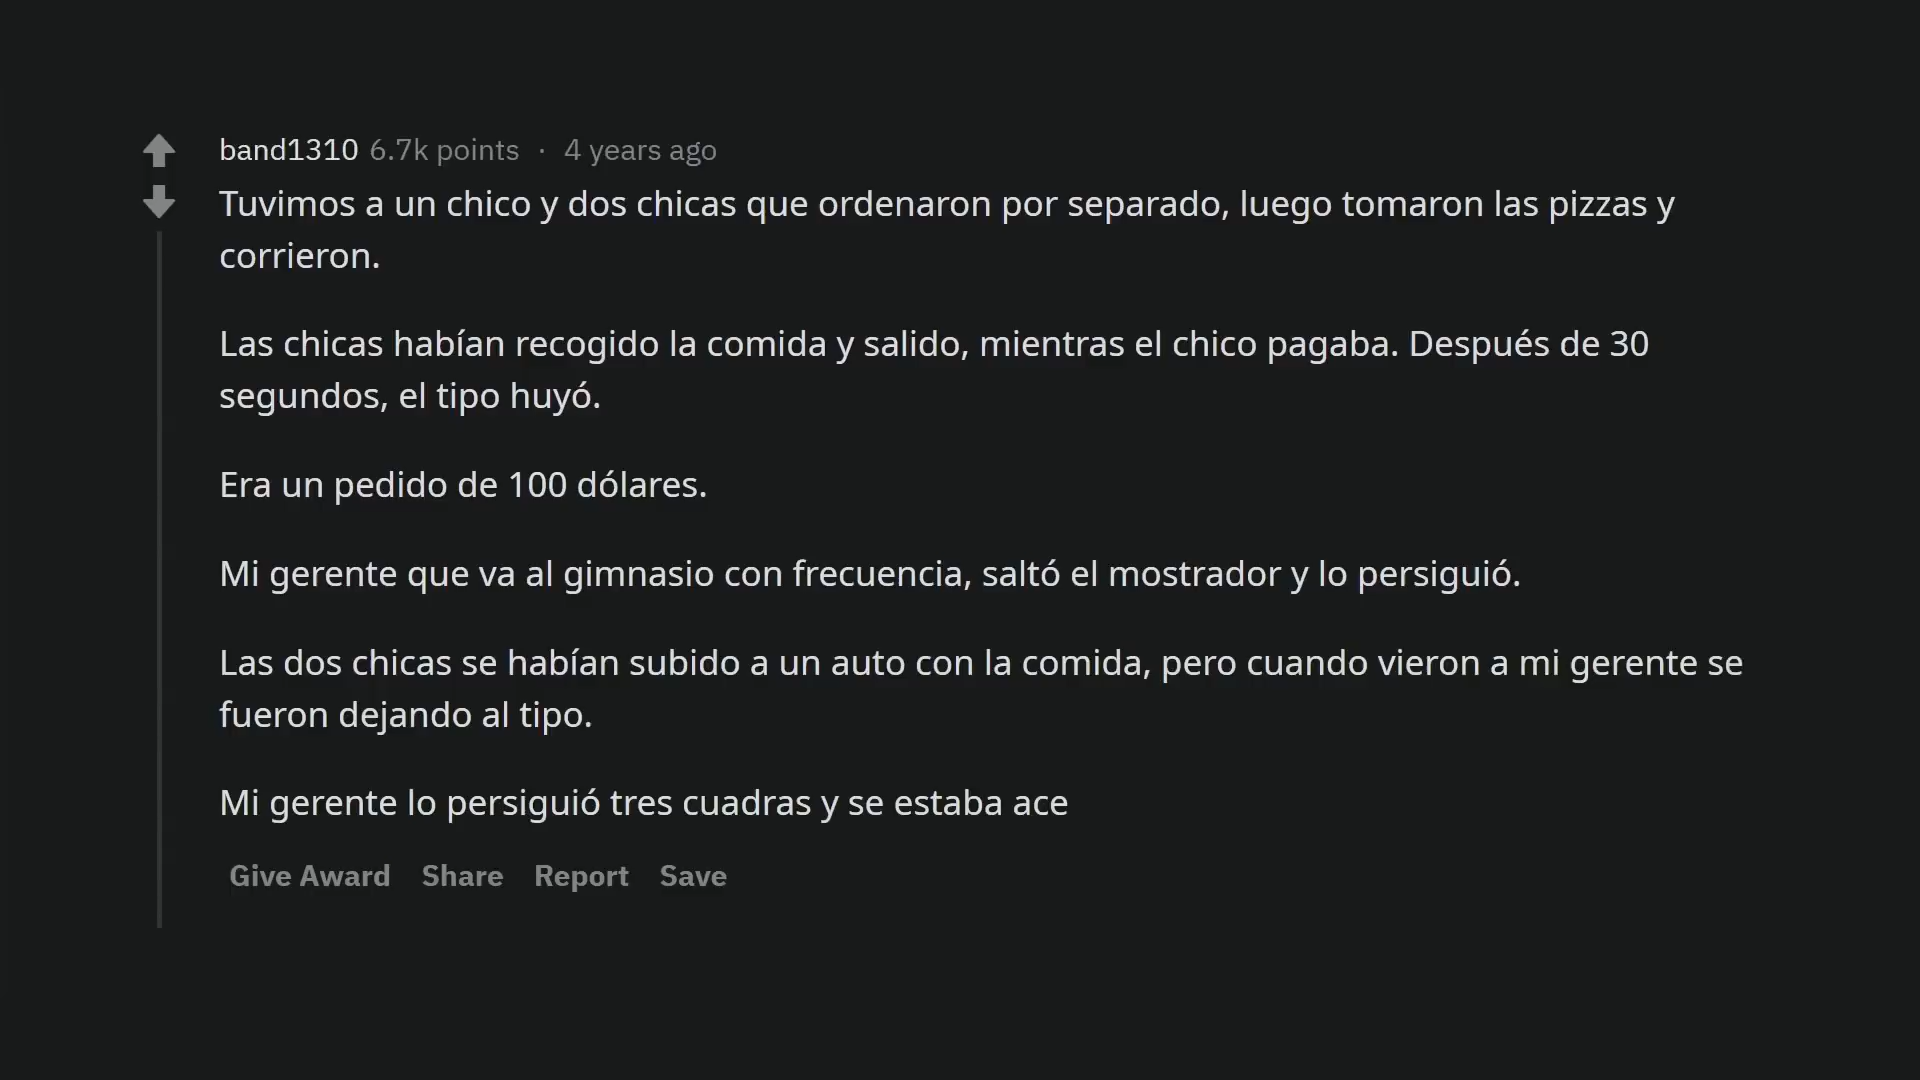 band1310 6.7k points · 4 years ago
Tuvimos a un chico y dos chicas que ordenaron por separado, luego tomaron las pizzas y
corrieron.
Las chicas habían recogido la comida y salido, mientras el chico pagaba. Después de 30
segundos, el tipo huyó.
Era un pedido de 100 dólares.
Mi gerente que va al gimnasio con frecuencia, saltó el mostrador y lo persiguió.
Las dos chicas se habían subido a un auto con la comida, pero cuando vieron a mi gerente se
fueron dejando al tipo.
Mi gerente lo persiguió tres cuadras y se estaba ace
Give Award Share Report Save